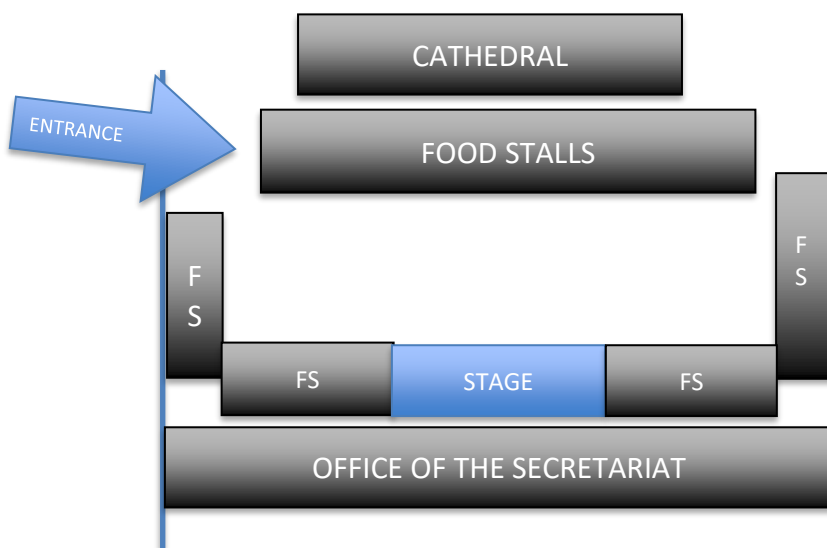 CATHEDRAL
ENTRANCE
FOOD STALLS
F
S
F
S
FS
STAGE
FS
OFFICE OF THE SECRETARIAT